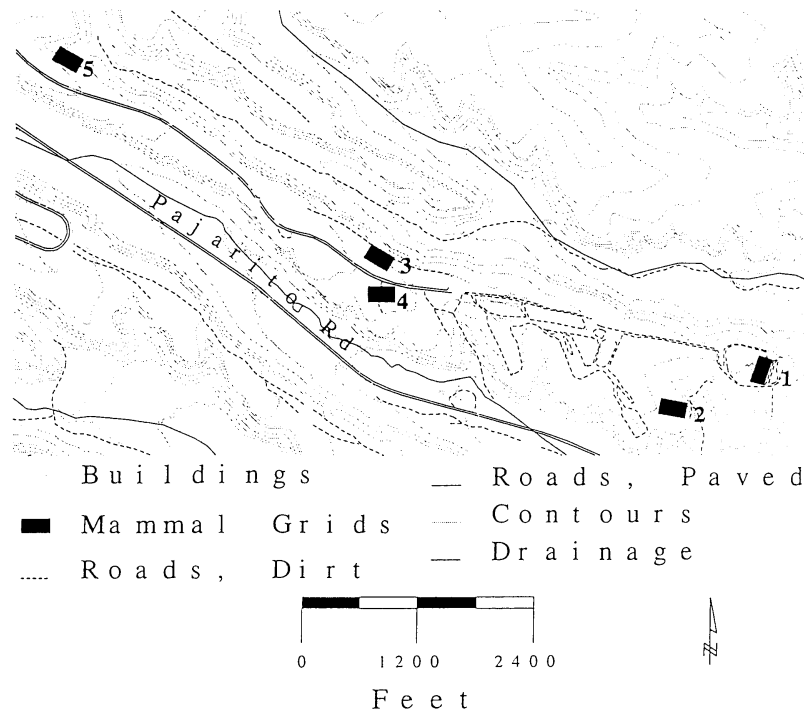 5
Pajarito Rd
3
4
1
2
Buildings
Mammal Grids
Roads, Dirt
Roads, Paved
Contours
Drainage
0 1200 2400
Feet
N